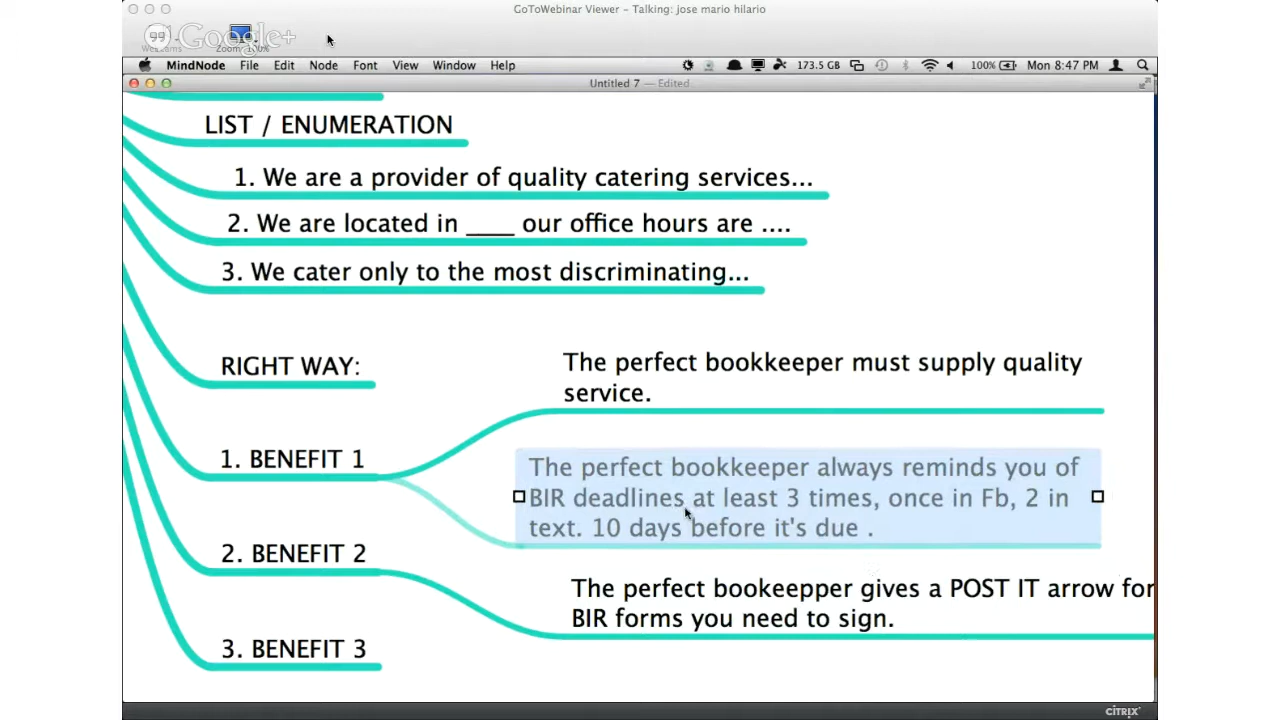 GoToWebinar Viewer - Talking: jose mario hilario
Google+
Webcams Zoom 100%
MindNode File Edit Node Font View Window Help 173.5 GB 100% Mon 8:47 PM
Untitled 7 — Edited
LIST / ENUMERATION
1. We are a provider of quality catering services...
2. We are located in ____ our office hours are ....
3. We cater only to the most discriminating...
RIGHT WAY:
The perfect bookkeeper must supply quality
service.
1. BENEFIT 1
The perfect bookkeeper always reminds you of
BIR deadlines at least 3 times, once in Fb, 2 in
text. 10 days before it's due .
2. BENEFIT 2
The perfect bookeepper gives a POST IT arrow for
BIR forms you need to sign.
3. BENEFIT 3
CITRIX